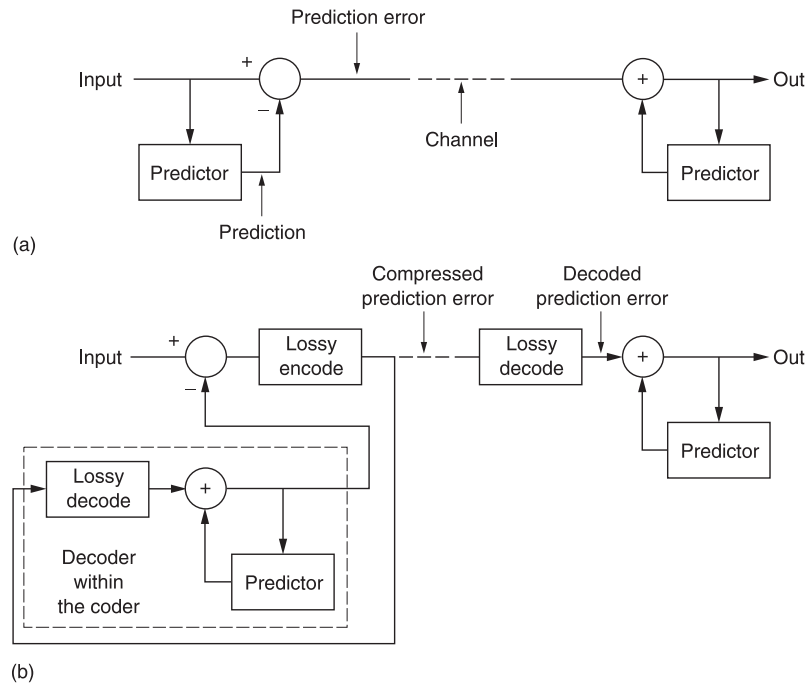 Prediction error
Input
+
−
+
Out
Channel
Predictor
Predictor
Prediction
(a)
Compressed
prediction error
Decoded
prediction error
Input
+
−
Lossy
encode
Lossy
decode
+
Out
Predictor
Lossy
decode
+
Decoder
within
the coder
Predictor
(b)